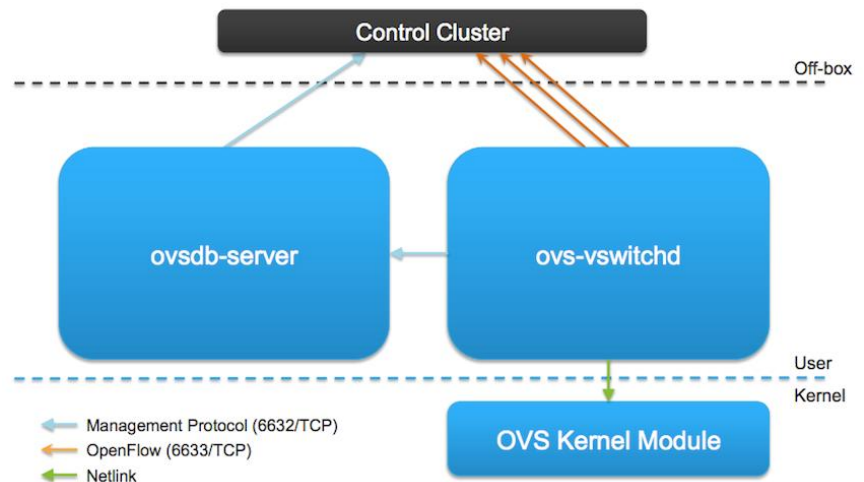 Control Cluster
Off-box
ovsdb-server
ovs-vswitchd
User
Kernel
Management Protocol (6632/TCP)
OpenFlow (6633/TCP)
Netlink
OVS Kernel Module